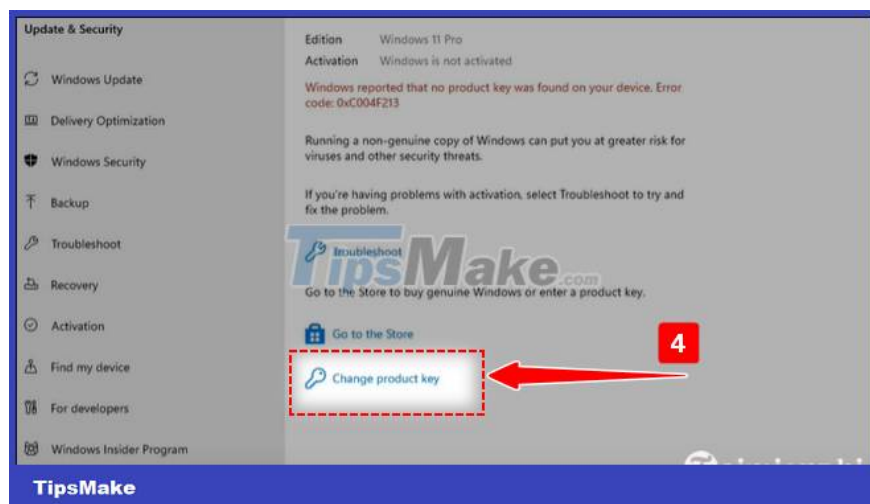 Update & Security
Windows Update
Delivery Optimization
Windows Security
Backup
Troubleshoot
Recovery
Activation
Find my device
For developers
Windows Insider Program
Edition Windows 11 Pro
Activation Windows is not activated
Windows reported that no product key was found on your device. Error
code: 0xC004F213
Running a non-genuine copy of Windows can put you at greater risk for
viruses and other security threats.
If you're having problems with activation, select Troubleshoot to try and
fix the problem.
Troubleshoot
TipsMake.com
Go to the Store to buy genuine Windows or enter a product key.
Go to the Store
4
Change product key
TipsMake